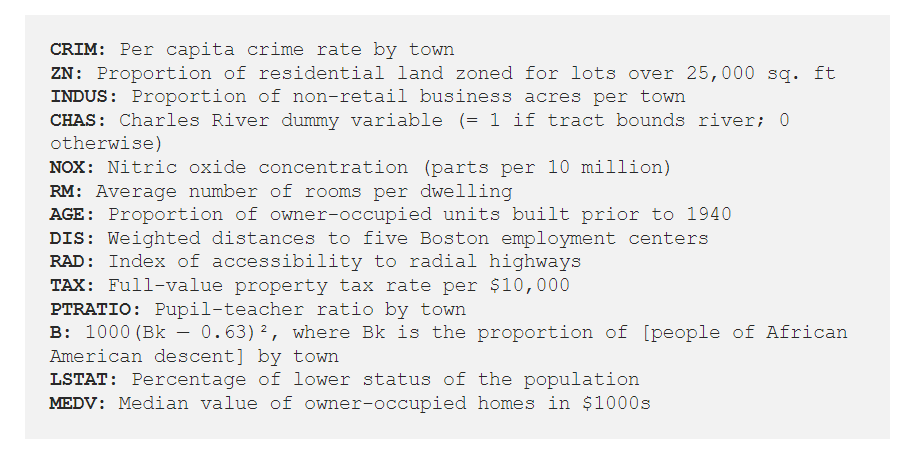 CRIM: Per capita crime rate by town
ZN: Proportion of residential land zoned for lots over 25,000 sq. ft
INDUS: Proportion of non-retail business acres per town
CHAS: Charles River dummy variable (= 1 if tract bounds river; 0
otherwise)
NOX: Nitric oxide concentration (parts per 10 million)
RM: Average number of rooms per dwelling
AGE: Proportion of owner-occupied units built prior to 1940
DIS: Weighted distances to five Boston employment centers
RAD: Index of accessibility to radial highways
TAX: Full-value property tax rate per $10,000
PTRATIO: Pupil-teacher ratio by town
B: 1000(Bk — 0.63)², where Bk is the proportion of [people of African
American descent] by town
LSTAT: Percentage of lower status of the population
MEDV: Median value of owner-occupied homes in $1000s